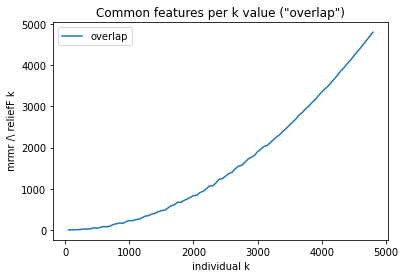 Common features per k value ("overlap")
overlap
mrmr /\ reliefF k
5000
4000
3000
2000
1000
0
0 1000 2000 3000 4000 5000
individual k